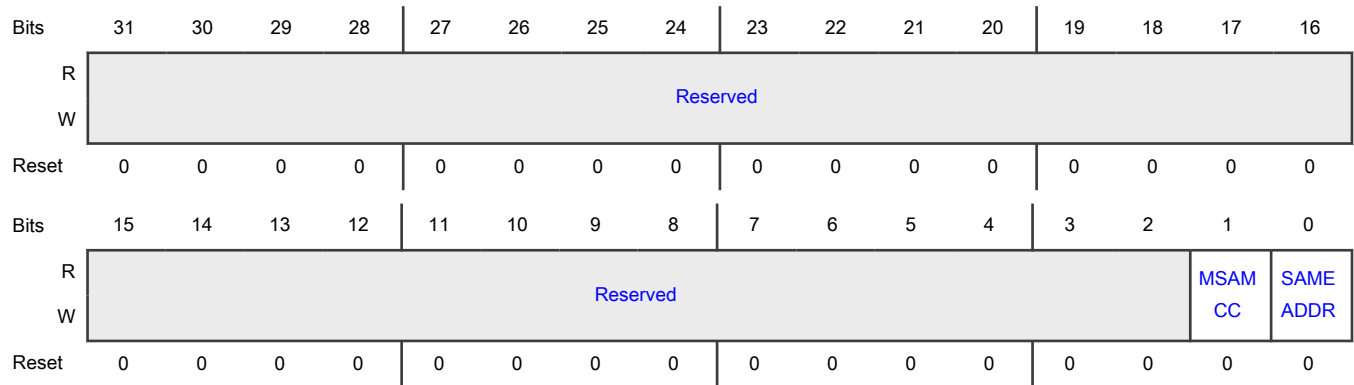 Bits 31 30 29 28 27 26 25 24 23 22 21 20 19 18 17 16
R
Reserved
W
Reset 0 0 0 0 0 0 0 0 0 0 0 0 0 0 0 0
Bits 15 14 13 12 11 10 9 8 7 6 5 4 3 2 1 0
R MSAM SAME
Reserved
W CC ADDR
Reset 0 0 0 0 0 0 0 0 0 0 0 0 0 0 0 0